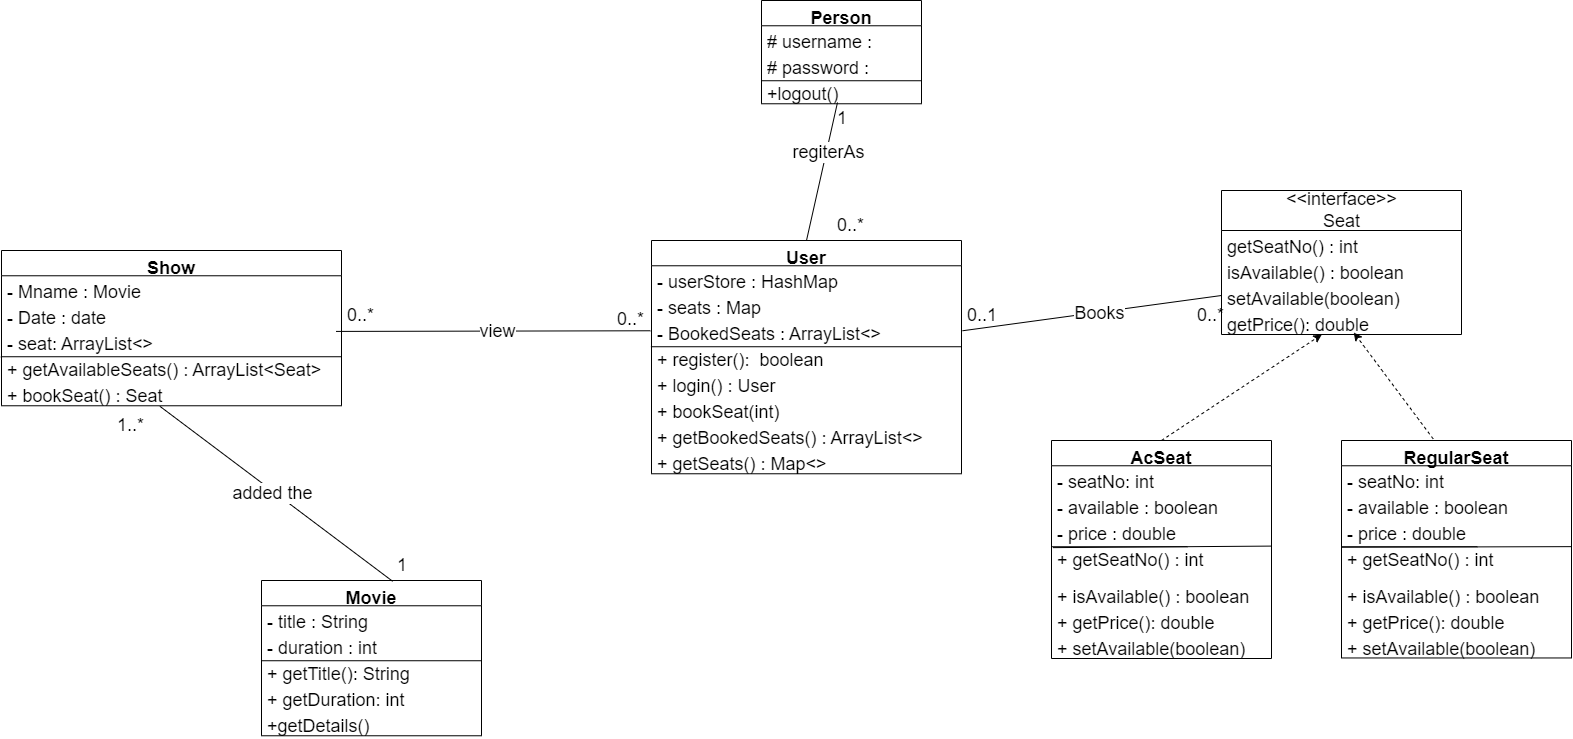 Person
# username :
# password :
+logout()
1
regiterAs
0..*
<<interface>>
Seat
getSeatNo() : int
isAvailable() : boolean
setAvailable(boolean)
getPrice(): double
Show
- Mname : Movie
- Date : date
- seat: ArrayList<>
+ getAvailableSeats() : ArrayList<Seat>
+ bookSeat() : Seat
0..*
view
0..*
User
- userStore : HashMap
- seats : Map
- BookedSeats : ArrayList<>
+ register():  boolean
+ login() : User
+ bookSeat(int)
+ getBookedSeats() : ArrayList<>
+ getSeats() : Map<>
0..1
Books
0..*
1..*
added the
1
Movie
- title : String
- duration : int
+ getTitle(): String
+ getDuration: int
+getDetails()
AcSeat
- seatNo: int
- available : boolean
- price : double
+ getSeatNo() : int
+ isAvailable() : boolean
+ getPrice(): double
+ setAvailable(boolean)
RegularSeat
- seatNo: int
- available : boolean
- price : double
+ getSeatNo() : int
+ isAvailable() : boolean
+ getPrice(): double
+ setAvailable(boolean)